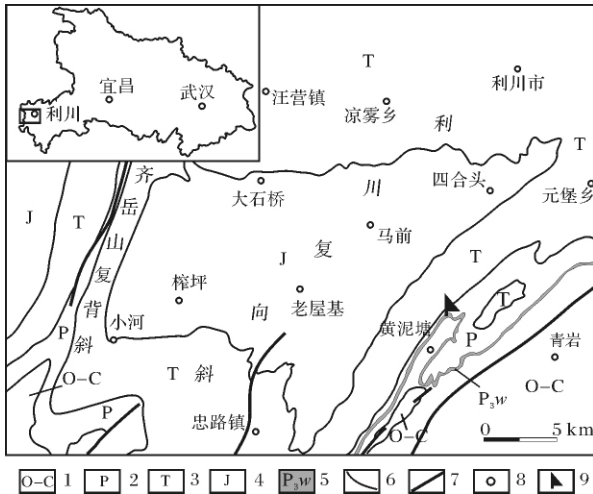 宜昌
武汉
利川
T
利川市
汪营镇
凉雾乡
利
T
四合头
元堡乡
齐
岳
山
复
背
斜
大石桥
川
J
T
J
复
马前
T
榨坪
老屋基
向
T
黄泥塘
P
青岩
P
小河
O-C
T
斜
P₃w
O-C
P
忠路镇
O-C
0 5 km
O-C 1 P 2 T 3 J 4 P₃w 5 6 7 8 9